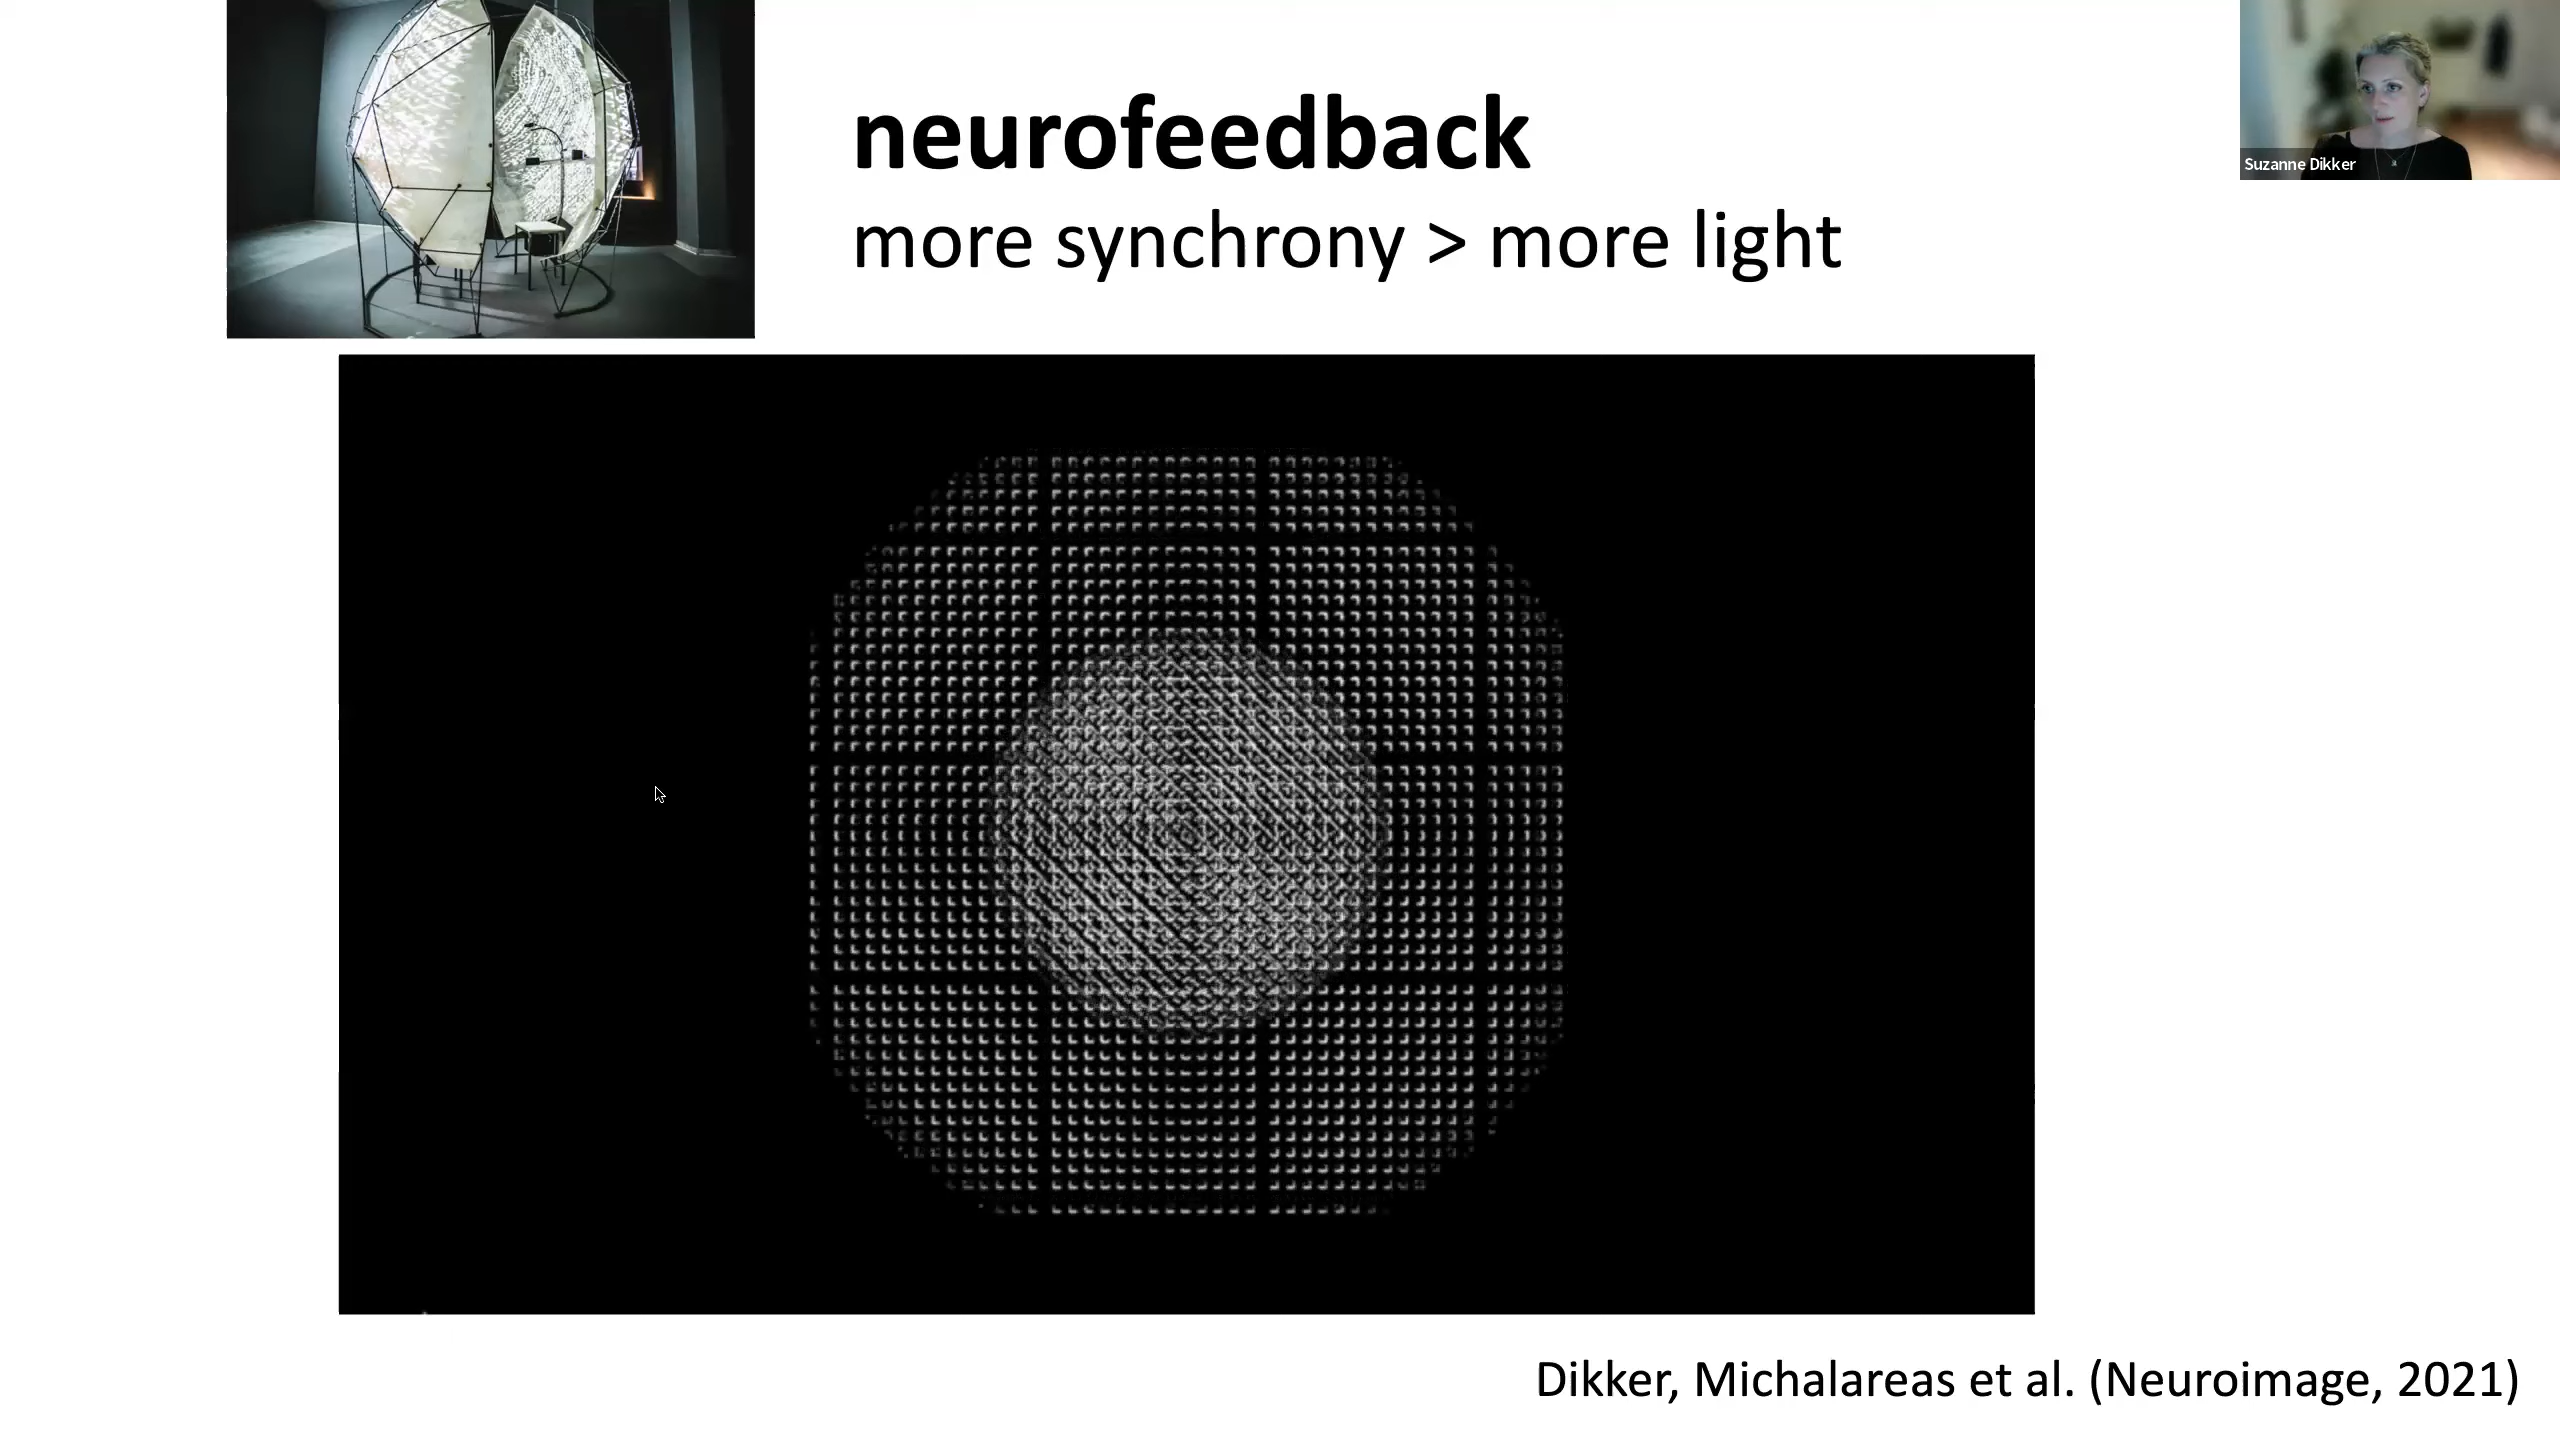 neurofeedback
more synchrony > more light
Suzanne Dikker
Dikker, Michalareas et al. (Neuroimage, 2021)